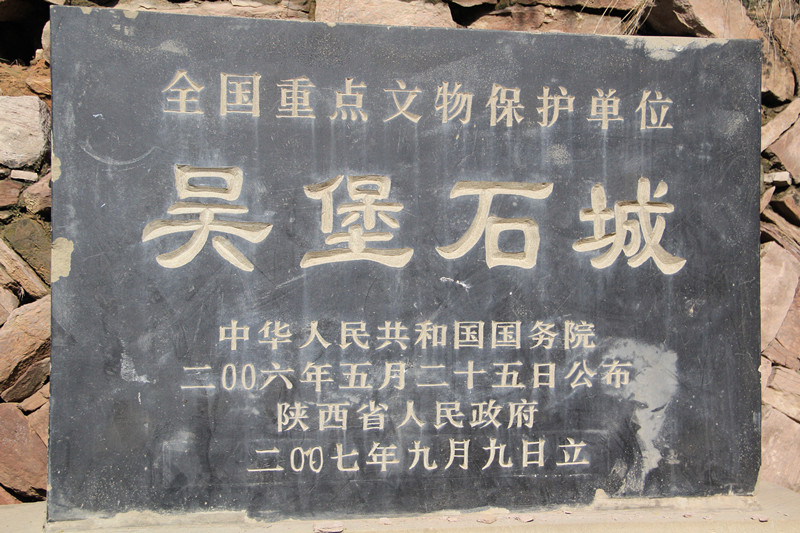 全国重点文物保护单位
吴堡石城
中华人民共和国国务院
二00六年五月二十五日公布
陕西省人民政府
二00七年九月九日立